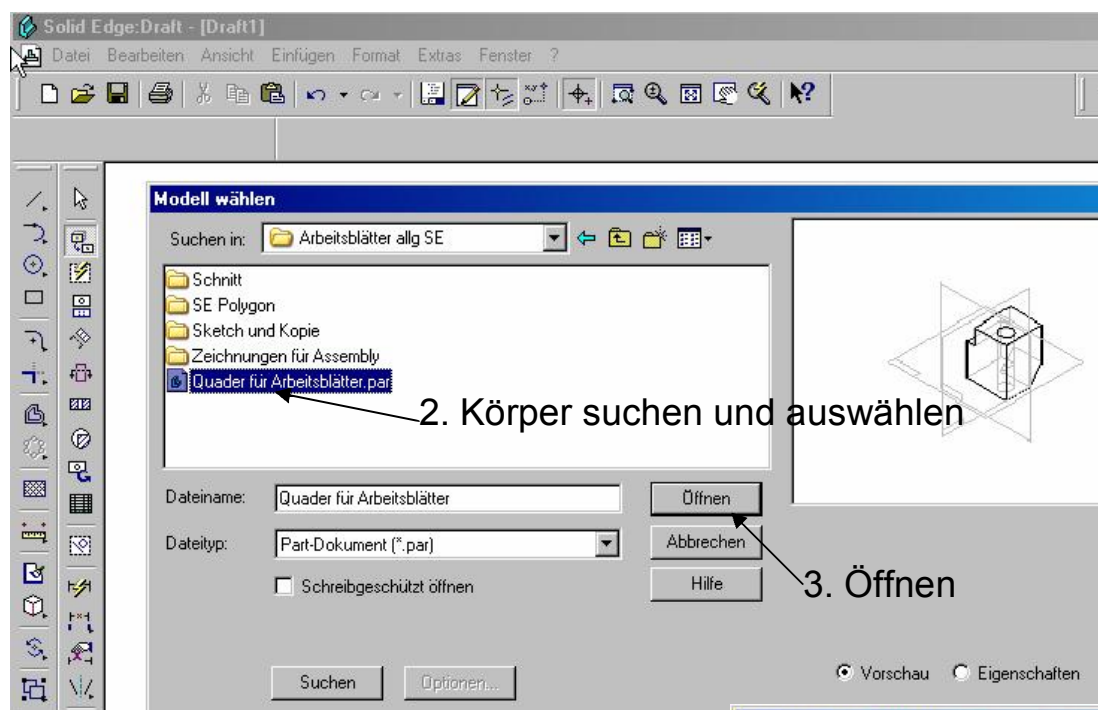 Solid Edge:Draft - [Draft1]
Datei Bearbeiten Ansicht Einfügen Format Extras Fenster ?
Modell wählen
Suchen in: Arbeitsblätter allg SE
Schnitt
SE Polygon
Sketch und Kopie
Zeichnungen für Assembly
Quader für Arbeitsblätter.par
2. Körper suchen und auswählen
Dateiname: Quader für Arbeitsblätter Öffnen
Dateityp: Part-Dokument (*.par) Abbrechen
Schreibgeschützt öffnen Hilfe
3. Öffnen
Suchen Optionen... Vorschau Eigenschaften